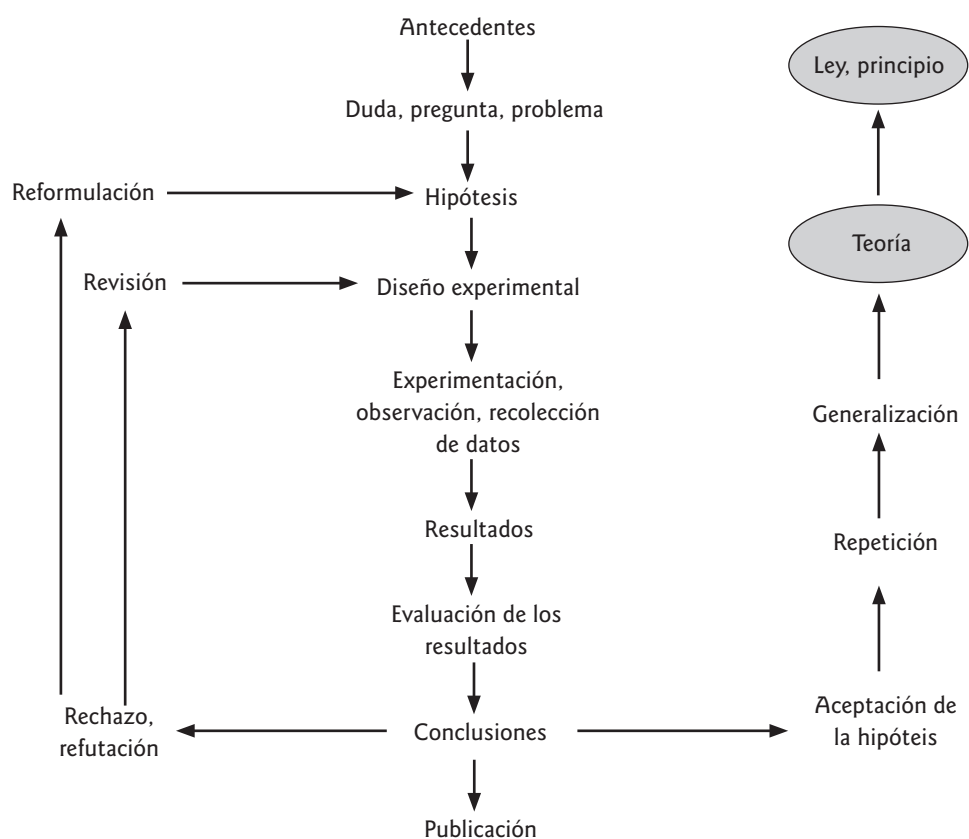 Antecedentes
Duda, pregunta, problema
Hipótesis
Diseño experimental
Experimentación,
observación, recolección
de datos
Resultados
Evaluación de los
resultados
Conclusiones
Publicación
Reformulación
Revisión
Rechazo,
refutación
Ley, principio
Teoría
Generalización
Repetición
Aceptación de
la hipóteis